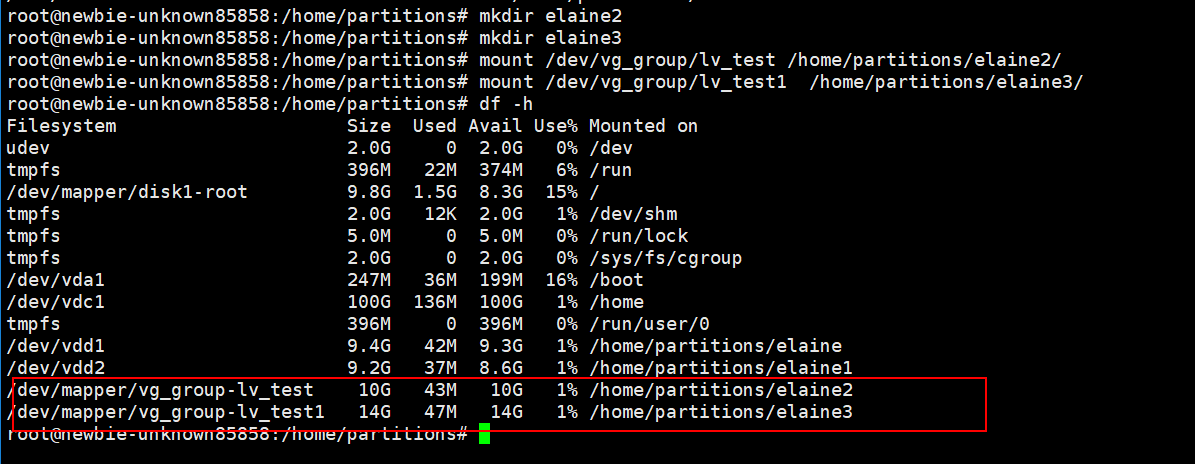 root@newbie-unknown85858:/home/partitions# mkdir elaine2
root@newbie-unknown85858:/home/partitions# mkdir elaine3
root@newbie-unknown85858:/home/partitions# mount /dev/vg_group/lv_test /home/partitions/elaine2/
root@newbie-unknown85858:/home/partitions# mount /dev/vg_group/lv_test1  /home/partitions/elaine3/
root@newbie-unknown85858:/home/partitions# df -h
Filesystem                     Size  Used Avail Use% Mounted on
udev                           2.0G     0  2.0G   0% /dev
tmpfs                          396M   22M  374M   6% /run
/dev/mapper/disk1-root         9.8G  1.5G  8.3G  15% /
tmpfs                          2.0G   12K  2.0G   1% /dev/shm
tmpfs                          5.0M     0  5.0M   0% /run/lock
tmpfs                          2.0G     0  2.0G   0% /sys/fs/cgroup
/dev/vda1                      247M   36M  199M  16% /boot
/dev/vdc1                      100G  136M  100G   1% /home
tmpfs                          396M     0  396M   0% /run/user/0
/dev/vdd1                      9.4G   42M  9.3G   1% /home/partitions/elaine
/dev/vdd2                      9.2G   37M  8.6G   1% /home/partitions/elaine1
/dev/mapper/vg_group-lv_test    10G   43M   10G   1% /home/partitions/elaine2
/dev/mapper/vg_group-lv_test1   14G   47M   14G   1% /home/partitions/elaine3
root@newbie-unknown85858:/home/partitions#